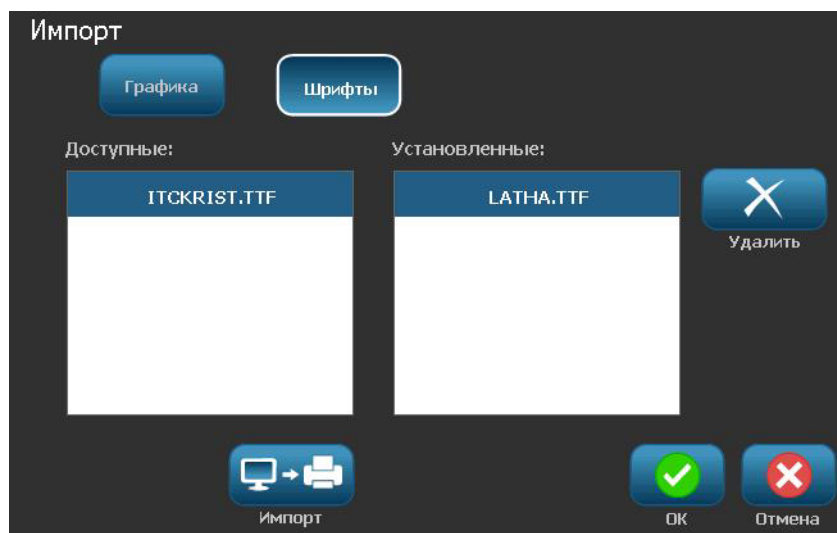 Импорт
Графика
Шрифты
Доступные:
Установленные:
ITCKRIST.TTF
LATHA.TTF
Удалить
Импорт
OK
Отмена